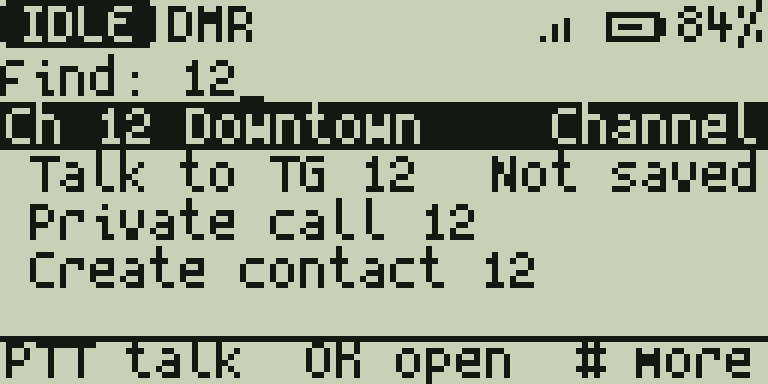 IDLE DMR 84%
Find: 12_
Ch 12 Downtown Channel
Talk to TG 12 Not saved
Private call 12
Create contact 12
PTT talk OK open # more